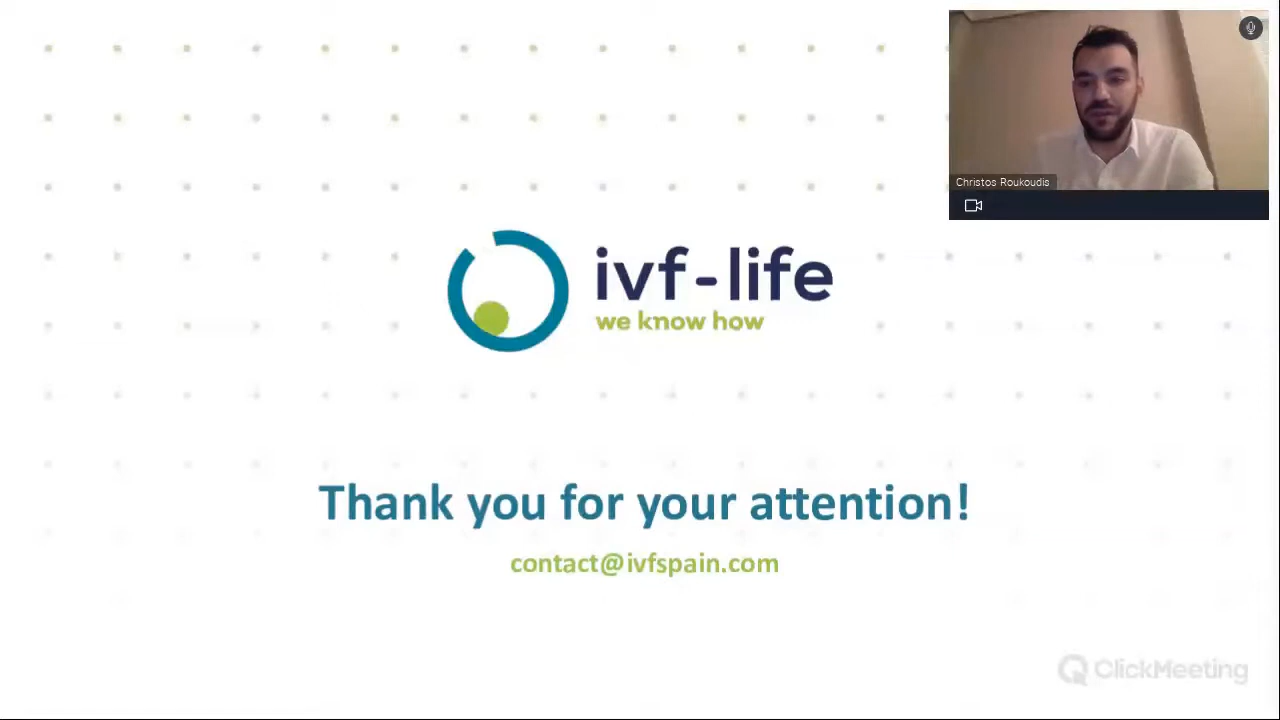 Christos Roukoudis
ivf-life
we know how
Thank you for your attention!
contact@ivfspain.com
ClickMeeting